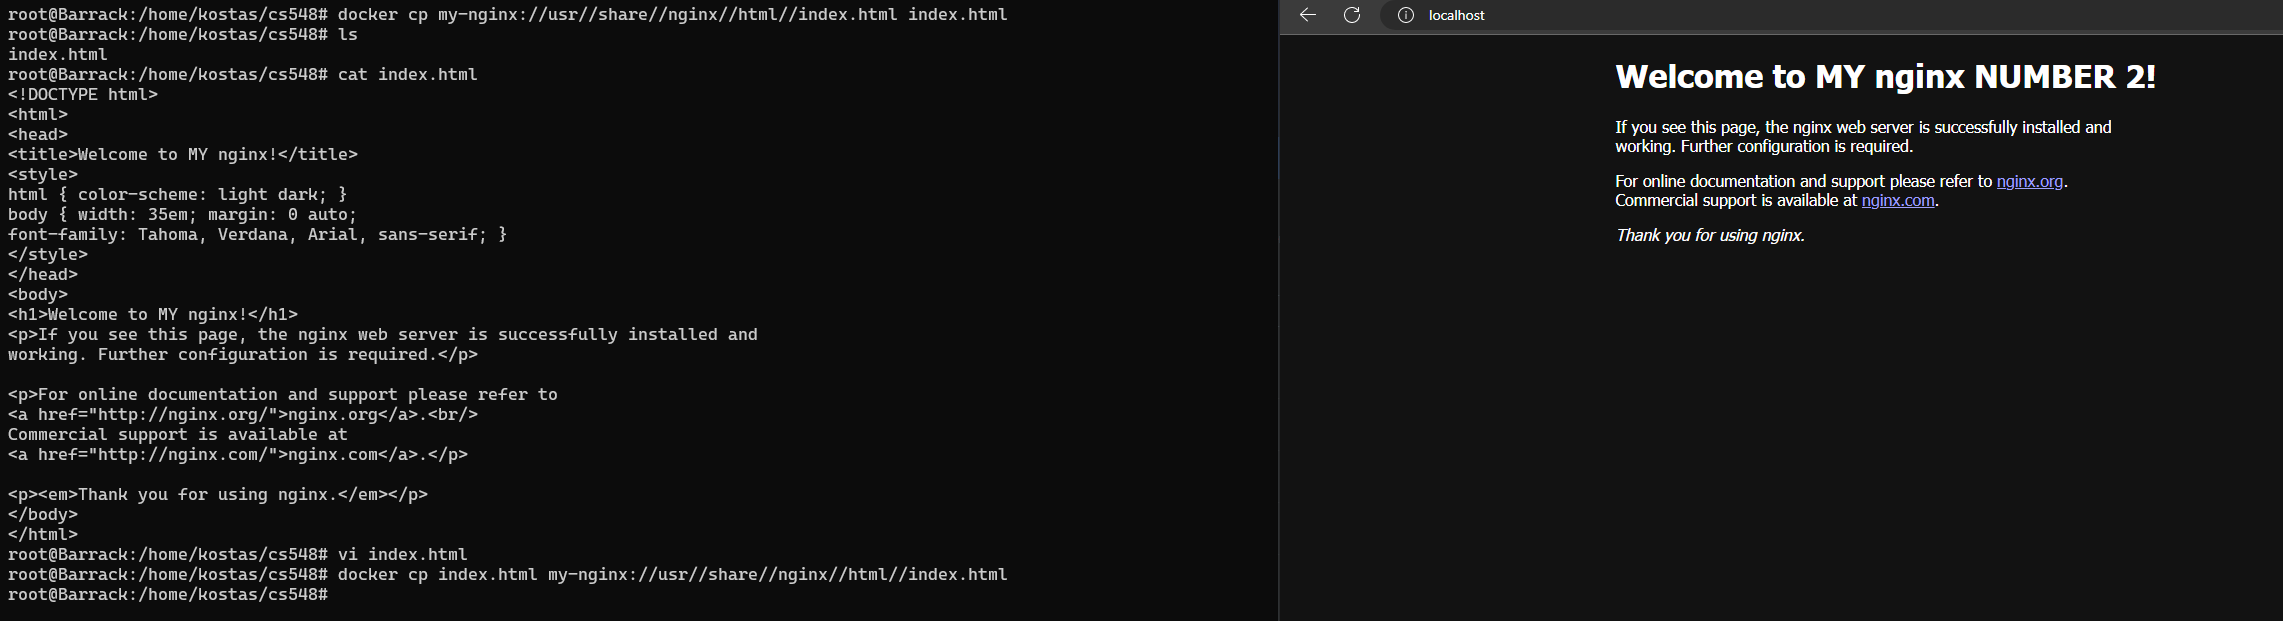 root@Barrack:/home/kostas/cs548# docker cp my-nginx://usr//share//nginx//html//index.html index.html
root@Barrack:/home/kostas/cs548# ls
index.html
root@Barrack:/home/kostas/cs548# cat index.html
<!DOCTYPE html>
<html>
<head>
<title>Welcome to MY nginx!</title>
<style>
html { color-scheme: light dark; }
body { width: 35em; margin: 0 auto;
font-family: Tahoma, Verdana, Arial, sans-serif; }
</style>
</head>
<body>
<h1>Welcome to MY nginx!</h1>
<p>If you see this page, the nginx web server is successfully installed and
working. Further configuration is required.</p>

<p>For online documentation and support please refer to
<a href="http://nginx.org/">nginx.org</a>.<br/>
Commercial support is available at
<a href="http://nginx.com/">nginx.com</a>.</p>

<p><em>Thank you for using nginx.</em></p>
</body>
</html>
root@Barrack:/home/kostas/cs548# vi index.html
root@Barrack:/home/kostas/cs548# docker cp index.html my-nginx://usr//share//nginx//html//index.html
root@Barrack:/home/kostas/cs548#
localhost
Welcome to MY nginx NUMBER 2!
If you see this page, the nginx web server is successfully installed and
working. Further configuration is required.
For online documentation and support please refer to nginx.org.
Commercial support is available at nginx.com.
Thank you for using nginx.